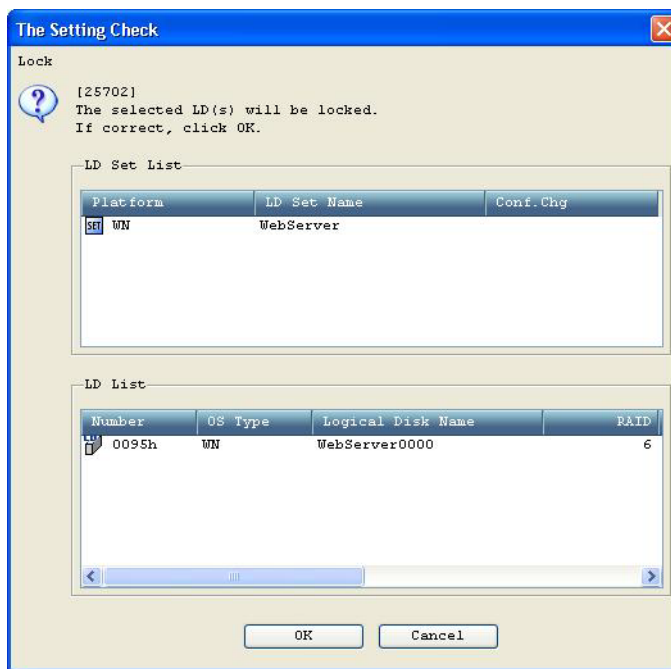 The Setting Check
Lock
[25702]
The selected LD(s) will be locked.
If correct, click OK.
LD Set List
Platform LD Set Name Conf.Chg
SET WN WebServer
LD List
Number OS Type Logical Disk Name RAID
0095h WN WebServer0000 6
OK Cancel